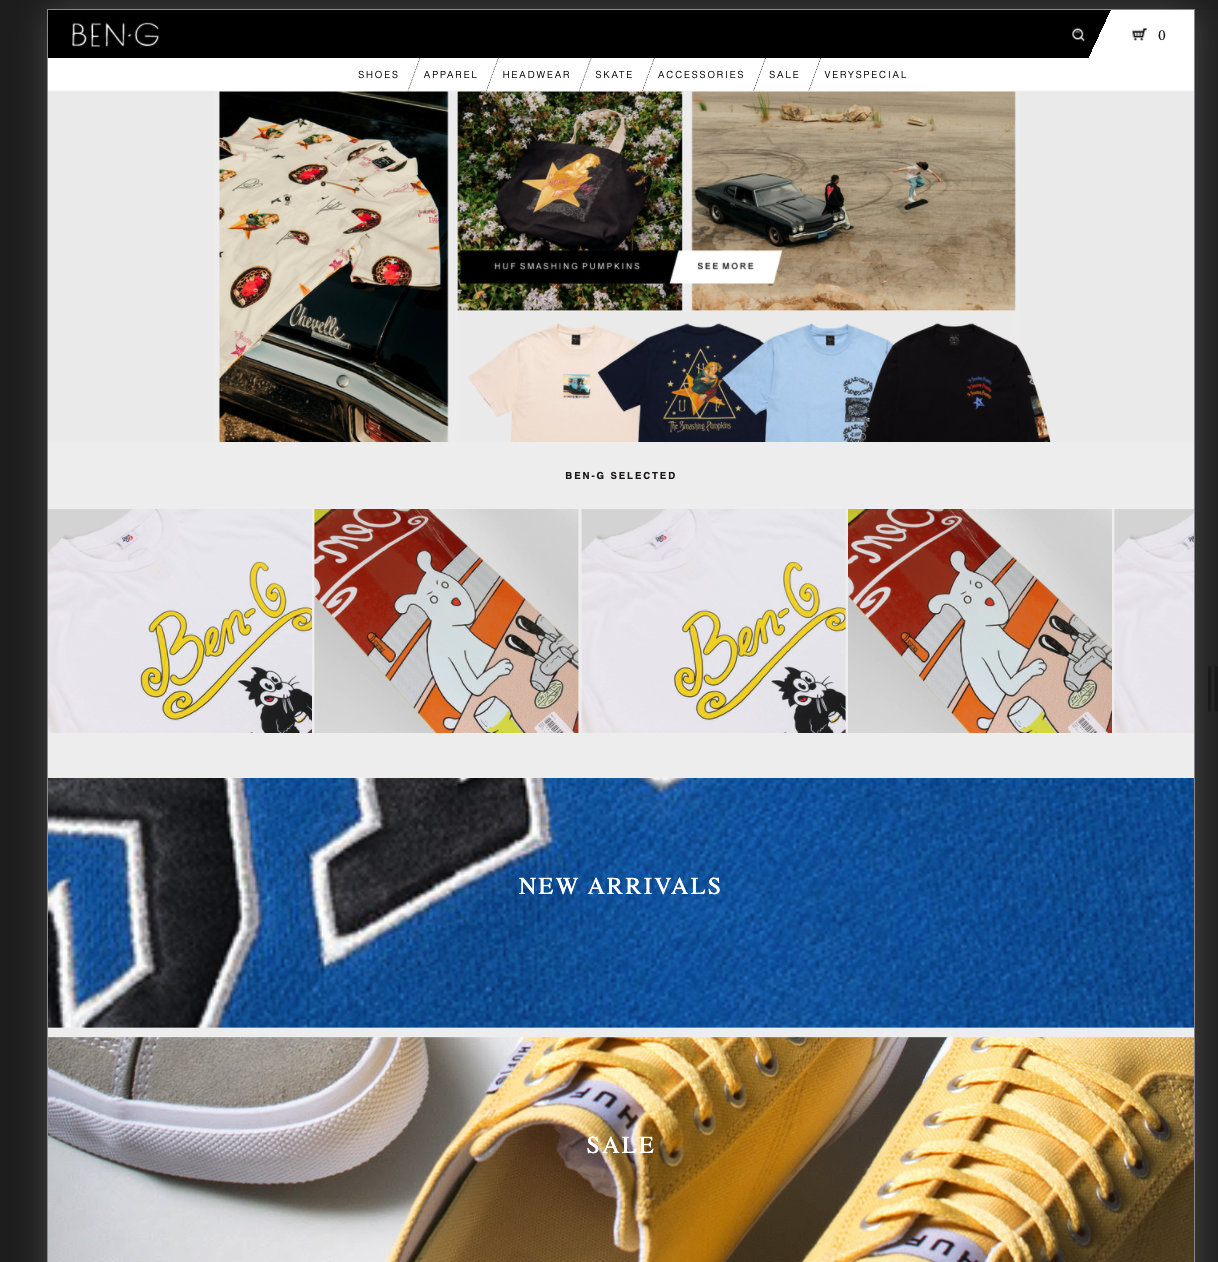 BEN·G
0
SHOES
APPAREL
HEADWEAR
SKATE
ACCESSORIES
SALE
VERYSPECIAL
Chevelle
HUF SMASHING PUMPKINS
SEE MORE
H
U F
The Smashing Pumpkins
BEN-G SELECTED
Ben-G
Ben-G
NEW ARRIVALS
HUF
HUF
SALE
HUF